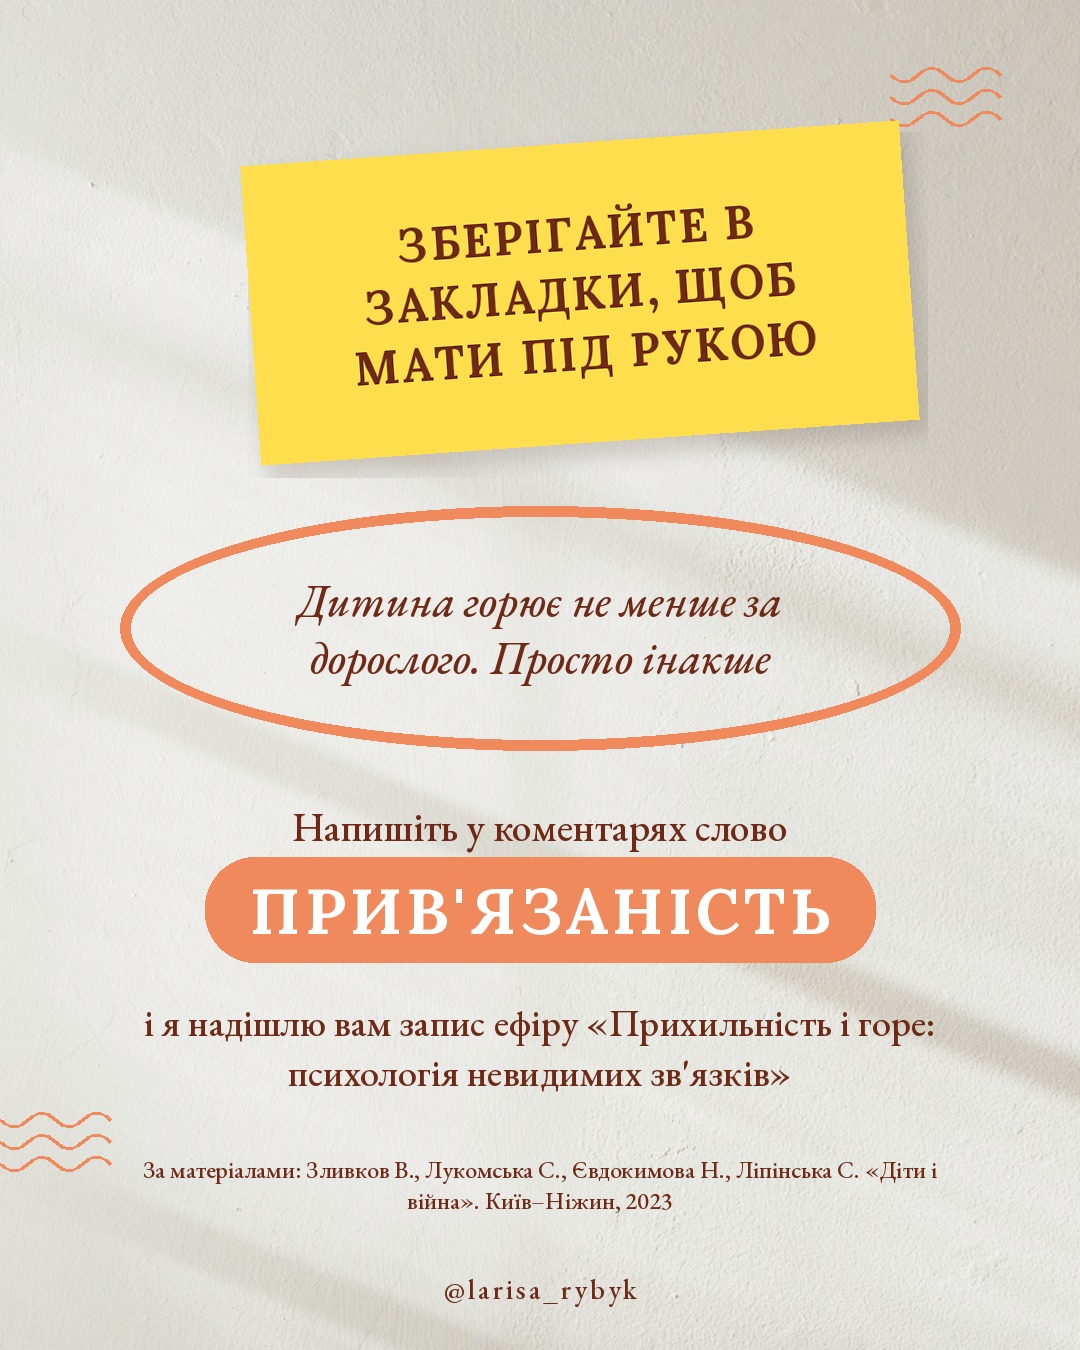 ЗБЕРІГАЙТЕ В
ЗАКЛАДКИ, ЩОБ
МАТИ ПІД РУКОЮ
Дитина горює не менше за
дорослого. Просто інакше
Напишіть у коментарях слово
ПРИВ'ЯЗАНІСТЬ
і я надішлю вам запис ефіру «Прихильність і горе:
психологія невидимих зв'язків»
За матеріалами: Зливков В., Лукомська С., Євдокимова Н., Ліпінська С. «Діти і
війна». Київ–Ніжин, 2023
@larisa_rybyk